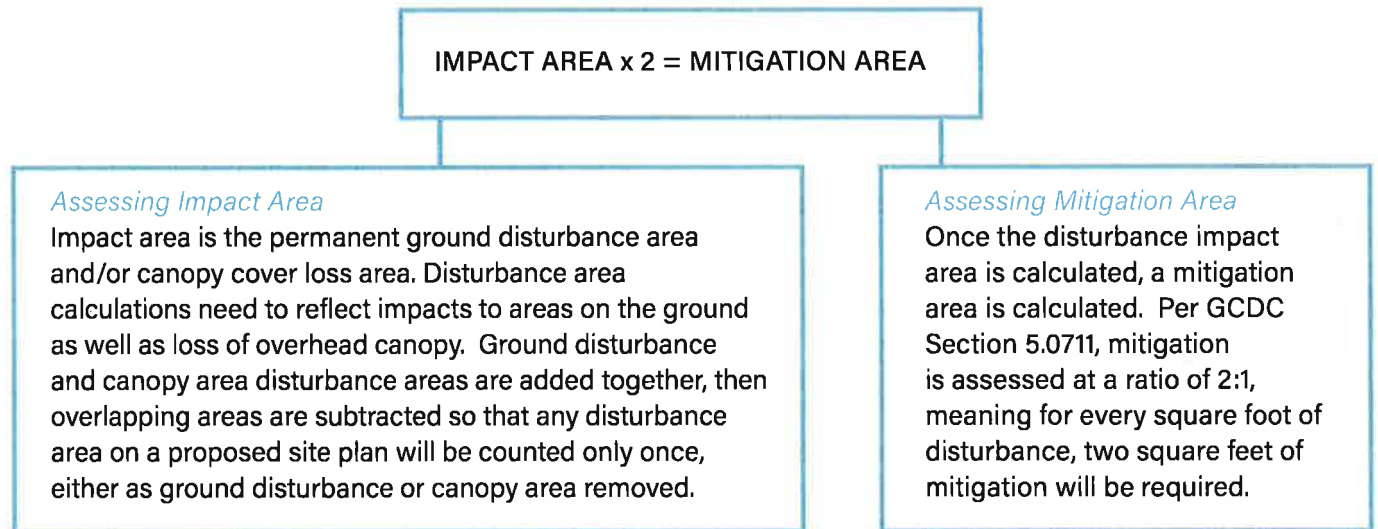 IMPACT AREA x 2 = MITIGATION AREA
Assessing Impact Area
Impact area is the permanent ground disturbance area
and/or canopy cover loss area. Disturbance area
calculations need to reflect impacts to areas on the ground
as well as loss of overhead canopy.  Ground disturbance
and canopy area disturbance areas are added together, then
overlapping areas are subtracted so that any disturbance
area on a proposed site plan will be counted only once,
either as ground disturbance or canopy area removed.
Assessing Mitigation Area
Once the disturbance impact
area is calculated, a mitigation
area is calculated.  Per GCDC
Section 5.0711, mitigation
is assessed at a ratio of 2:1,
meaning for every square foot of
disturbance, two square feet of
mitigation will be required.